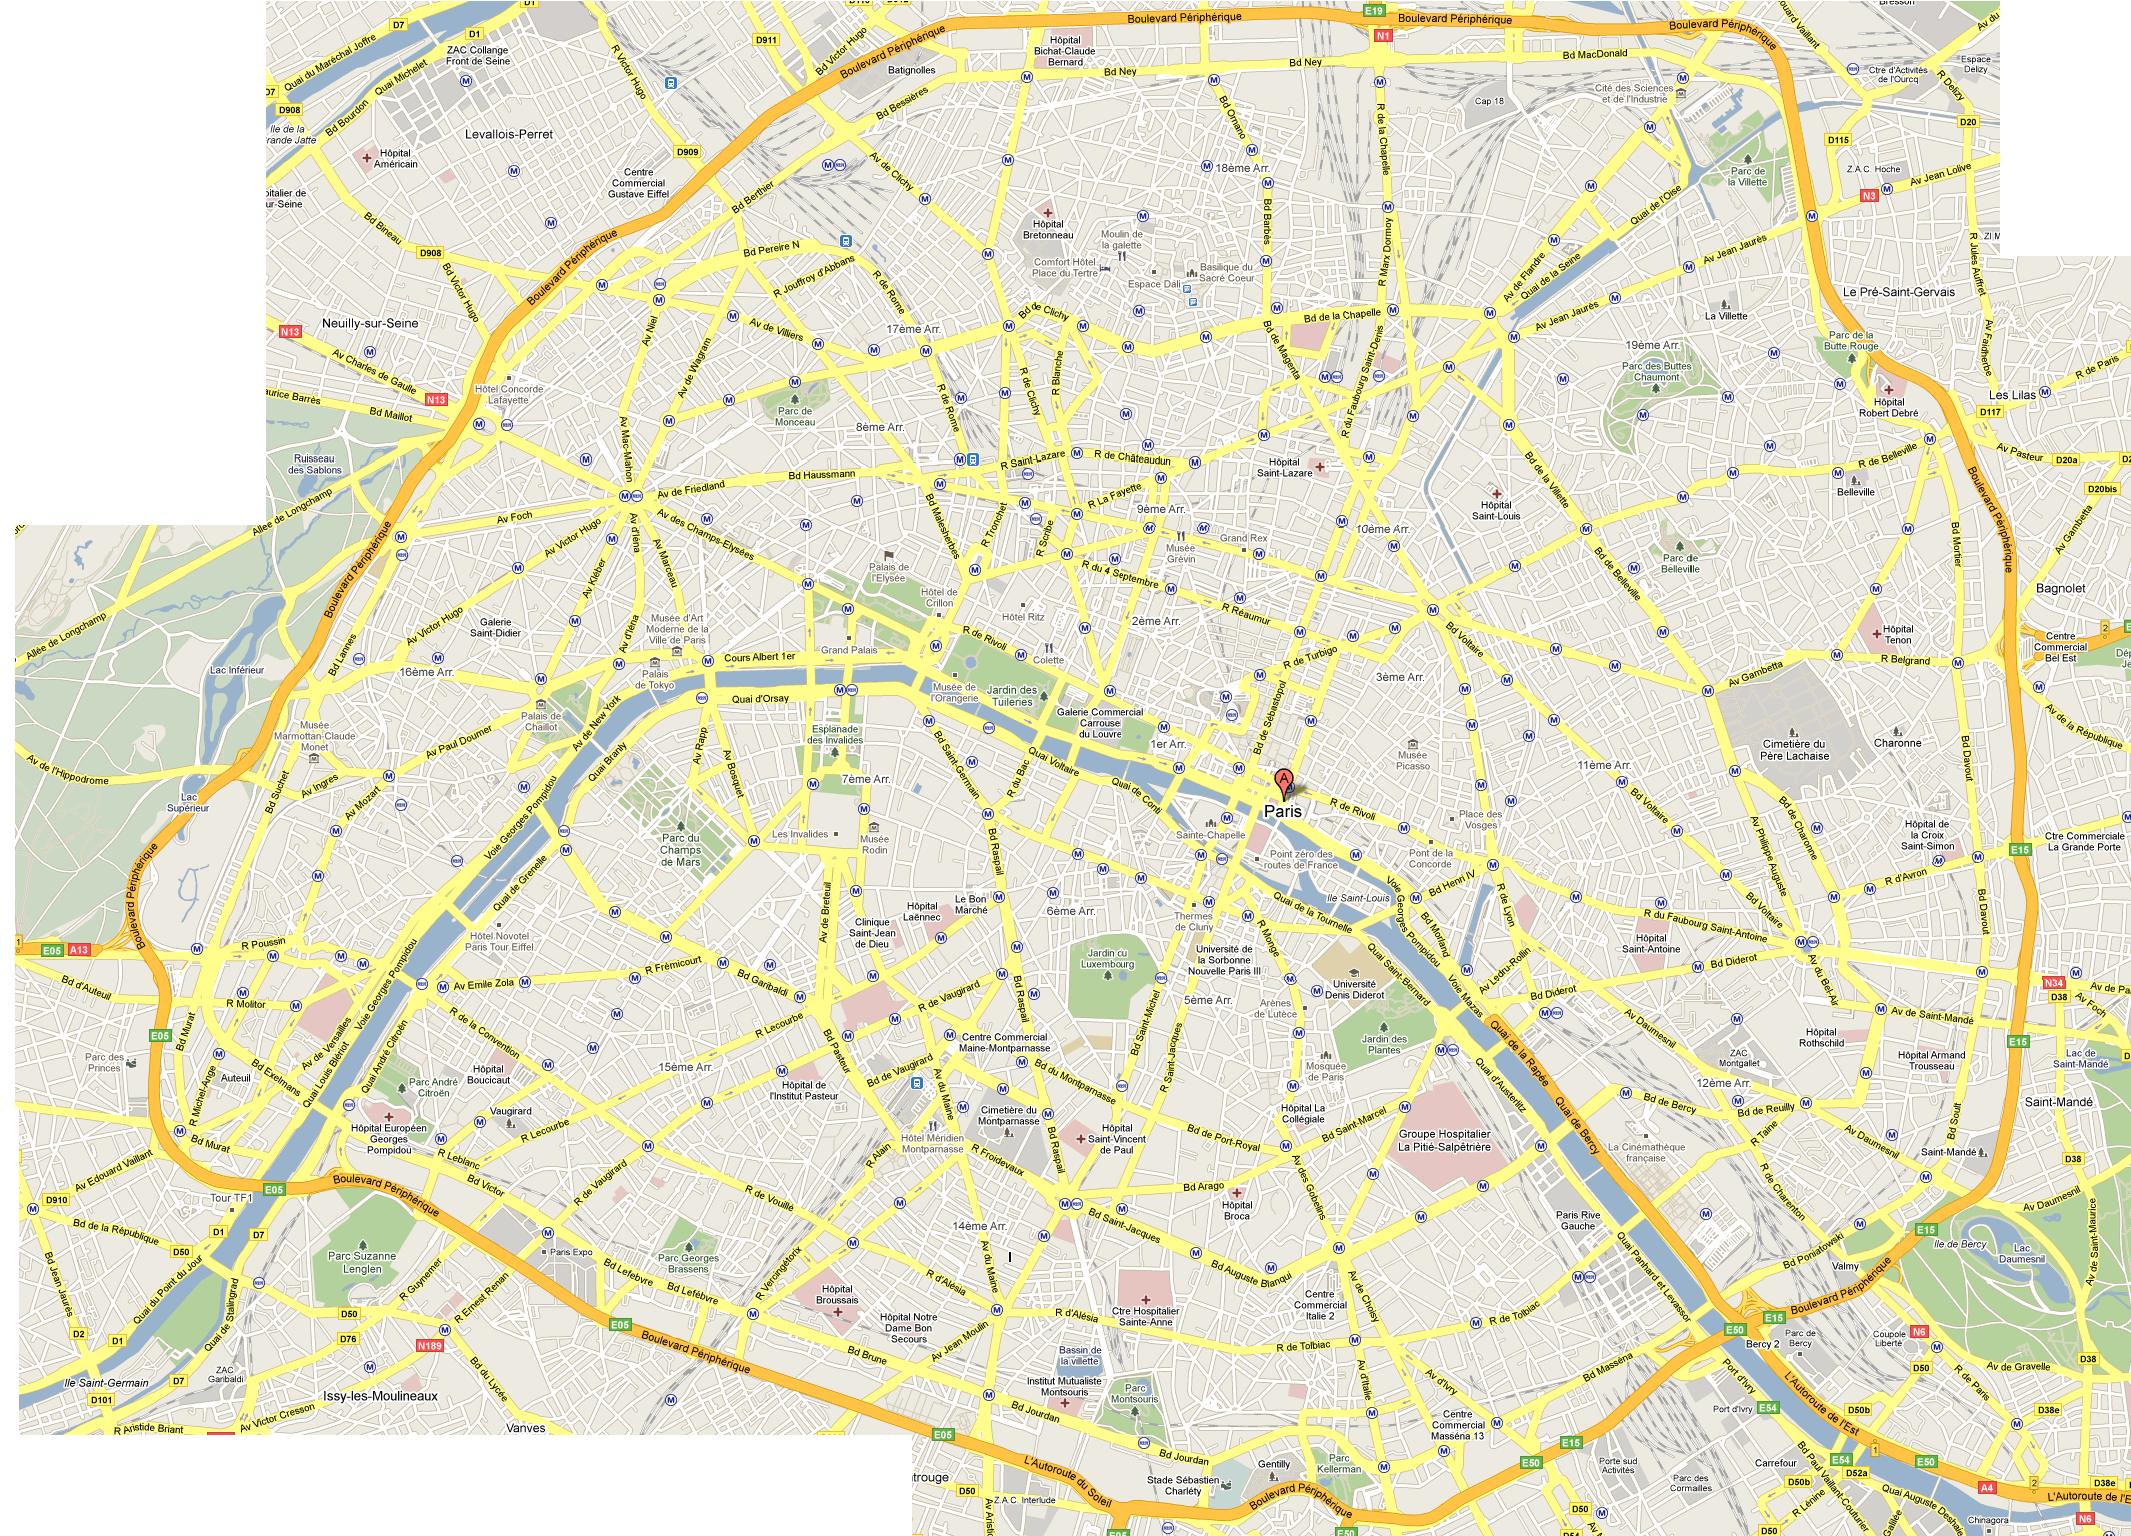 Boulevard Périphérique
Boulevard Périphérique
Boulevard Périphérique
Boulevard Périphérique
E19
N1
D7
D1
D1
D911
Quai du Maréchal Joffre
ZAC Collange
Front de Seine
Quai Michelet
R Victor Hugo
Bd Victor Hugo
Batignolles
Hôpital
Bichat-Claude
Bernard
Bd Ney
Bd Ney
Bd MacDonald
Ctre d'Activités
de l'Ourcq
Espace
Delizy
R Delizy
D7
D908
Bd Bourdon
Bd Bessières
Cap 18
Cité des Sciences
et de l'Industrie
Levallois-Perret
Hôpital
Américain
D909
Centre
Commercial
Gustave Eiffel
Av de Clichy
Bd Ornano
R de la Chapelle
18ème Arr.
D115
D20
Z.A.C. Hoche
Av Jean Lolive
N3
Parc de
la Villette
Bd Berthier
Bd Barbès
Quai de l'Oise
Bd Bineau
D908
Hôpital
Bretonneau
Moulin de
la galette
Comfort Hôtel
Place du Tertre
Basilique du
Sacré Coeur
Espace Dali
R Marx Dormoy
Av de Flandre
Quai de la Seine
Av Jean Jaurès
Av Jean Jaurès
R Jules Auffret
Bd Pereire N
R Jouffroy d'Abbans
R de Rome
Boulevard Périphérique
Bd Victor Hugo
Le Pré-Saint-Gervais
La Villette
Neuilly-sur-Seine
N13
Av Charles de Gaulle
N13
Av Niel
Av de Villiers
Av de Wagram
17ème Arr.
Bd de Clichy
Bd de la Chapelle
Bd de Magenta
R du Faubourg Saint-Denis
19ème Arr.
Parc des Buttes
Chaumont
Parc de la
Butte Rouge
Av Faidherbe
R de Paris
Hôtel Concorde
Lafayette
Bd Maillot
Parc de
Monceau
R de Rome
R de Clichy
R Blanche
Hôpital
Robert Debré
Les Lilas
D117
8ème Arr.
Av Mac-Mahon
Ruisseau
des Sablons
Allée de Longchamp
Bd Haussmann
Av de Friedland
R Saint-Lazare
R de Châteaudun
Hôpital
Saint-Lazare
Hôpital
Saint-Louis
Bd de la Villette
R de Belleville
Belleville
Av Pasteur
D20a
D20bis
Boulevard Périphérique
Av Foch
Av Victor Hugo
Av des Champs-Elysées
Av d'Iéna
Av Marceau
Av Kléber
Bd Malesherbes
R Tronchet
R Scribe
R La Fayette
9ème Arr.
Musée
Grévin
Grand Rex
10ème Arr.
Bd de Belleville
Parc de
Belleville
Bd Mortier
Av Gambetta
Bagnolet
Boulevard Périphérique
Palais de
l'Elysée
Hôtel de
Crillon
Hôtel Ritz
R du 4 Septembre
R Réaumur
2ème Arr.
Galerie
Saint-Didier
Av Victor Hugo
Av d'Iéna
Musée d'Art
Moderne de la
Ville de Paris
Allée de Longchamp
Lac Inférieur
Bd Lannes
16ème Arr.
Palais
de Tokyo
Cours Albert 1er
Grand Palais
R de Rivoli
Colette
R de Turbigo
Bd Voltaire
3ème Arr.
Hôpital
Tenon
R Belgrand
Av Gambetta
Centre
Commercial
Bel Est
Quai d'Orsay
Musée de
l'Orangerie
Jardin des
Tuileries
Galerie Commercial
Carrouse
du Louvre
Palais de
Chaillot
Av de New York
Musée
Marmottan-Claude
Monet
Av Paul Doumer
Quai Branly
Av Rapp
Av Bosquet
Esplanade
des Invalides
Bd Saint-Germain
Quai Voltaire
1er Arr.
Bd de Sébastopol
Musée
Picasso
Cimetière du
Père Lachaise
Charonne
Av de la République
Av de l'Hippodrome
Av Ingres
Av Mozart
Bd Suchet
Lac
Supérieur
Voie Georges Pompidou
7ème Arr.
R du Bac
Quai de Conti
A
Paris
R de Rivoli
11ème Arr.
Bd Voltaire
Bd Davout
Parc du
Champs
de Mars
Les Invalides
Musée
Rodin
Sainte-Chapelle
Point zéro des
routes de France
Place des
Vosges
Pont de la
Concorde
Av Philippe Auguste
Bd de Charonne
Hôpital de
la Croix
Saint-Simon
Ctre Commerciale
La Grande Porte
E15
Boulevard Périphérique
Quai de Grenelle
Av de Breteuil
Bd Raspail
Bd Henri IV
Ile Saint-Louis
Voie Georges Pompidou
Bd Morland
R de Lyon
R d'Avron
Bd Voltaire
Bd Davout
Clinique
Saint-Jean
de Dieu
Hôpital
Laënnec
Le Bon
Marché
6ème Arr.
Thermes
de Cluny
Quai de la Tournelle
R Monge
R du Faubourg Saint-Antoine
1
E05
A13
R Poussin
Hôtel Novotel
Paris Tour Eiffel
Voie Georges Pompidou
R Frémicourt
Bd Garibaldi
Jardin cu
Luxembourg
Université de
la Sorbonne
Nouvelle Paris III
Université
Denis Diderot
Quai Saint-Bernard
Voie Mazas
Av Ledru-Rollin
Hôpital
Saint-Antoine
Bd Diderot
Bd Diderot
Av du Bel-Air
N34
D38
Av Foch
Bd d'Auteuil
R Molitor
Av Emile Zola
R de Vaugirard
5ème Arr.
Arènes
de Lutèce
Jardin des
Plantes
Av Daumesnil
Av de Saint-Mandé
E05
Bd Murat
Av de Versailles
Quai Louis Blériot
Quai André Citroën
R de la Convention
R Lecourbe
Bd Pasteur
Centre Commercial
Maine-Montparnasse
Bd Raspail
Bd Saint-Michel
R Saint-Jacques
Quai de la Rapée
Hôpital
Rothschild
E15
ZAC
Montgallet
Hôpital Armand
Trousseau
Lac de
Saint-Mandé
Parc des
Princes
Auteuil
Bd Exelmans
R Michel-Ange
Parc André
Citroën
Hôpital
Boucicaut
15ème Arr.
Hôpital de
l'Institut Pasteur
Bd de Vaugirard
Av du Maine
Bd du Montparnasse
Mosquée
de Paris
Quai d'Austerlitz
Quai de Bercy
12ème Arr.
Bd de Bercy
Bd de Reuilly
Saint-Mandé
Hôpital Européen
Georges
Pompidou
Vaugirard
R Lecourbe
Cimetière du
Montparnasse
Hôpital
Saint-Vincent
de Paul
Hôpital La
Collégiale
Bd Saint-Marcel
Bd de Port-Royal
Groupe Hospitalier
La Pitié-Salpêtrière
La Cinémathèque
française
R Taine
Av Daumesnil
Bd Soult
Saint-Mandé
D38
Bd Murat
Av Edouard Vaillant
R Leblanc
Bd Victor
R de Vaugirard
Hôtel Méridien
Montparnasse
R Alain
R Froidevaux
Bd Raspail
D910
E05
Tour TF1
Boulevard Périphérique
R de Vouillé
Bd Arago
Hôpital
Broca
Av des Gobelins
R de Charenton
Av Daumesnil
Av de Saint-Maurice
Bd de la République
D50
D1
D7
Parc Suzanne
Lenglen
Paris Expo
Parc Georges
Brassens
14ème Arr.
Bd Saint-Jacques
Paris Rive
Gauche
Quai Panhard et Levassor
E15
Ile de Bercy
Lac
Daumesnil
Bd Poniatowski
Valmy
Bd Jean Jaurès
Quai du Point du Jour
Quai de Stalingrad
R Guynemer
R Ernest Renan
Bd Lefebvre
Bd Lefèbvre
R Vercingétorix
Av du Maine
Bd Auguste Blanqui
Av de Choisy
Boulevard Périphérique
Hôpital
Broussais
Hôpital Notre
Dame Bon
Secours
R d'Alésia
R d'Alésia
Ctre Hospitalier
Sainte-Anne
Centre
Commercial
Italie 2
R de Tolbiac
R de Tolbiac
E50
E15
Bercy 2
Parc de
Bercy
Coupole
Liberté
N6
D50
D76
D2
D1
N189
E05
Boulevard Périphérique
Bd Brune
Av Jean Moulin
Bassin de
la villette
Bd Masséna
Port d'Ivry
D50
Av de Gravelle
D38
Ile Saint-Germain
D7
D101
ZAC
Garibaldi
Issy-les-Moulineaux
Bd du Lycée
Vanves
Institut Mutualiste
Montsouris
Parc
Montsouris
Av d'Italie
Av d'Ivry
Port d'Ivry
E54
L'Autoroute de l'Est
R de Paris
D50b
D38e
R Aristide Briant
Av Victor Cresson
E05
Bd Jourdan
Bd Jourdan
Centre
Commercial
Masséna 13
E15
E50
Gentilly
Parc
Kellerman
Stade Sébastien
Charléty
Boulevard Périphérique
L'Autoroute du Soleil
D50
Z.A.C. Interlude
Porte sud
Activités
Parc des
Cormailles
Carrefour
Bd Paul Vaillant-Couturier
E54
D52a
D50b
1
E50
A4
2
D38e
N6
R Lénine
Quai Auguste Deshaies
Chinagora
D50
D50
E05
E50
D54